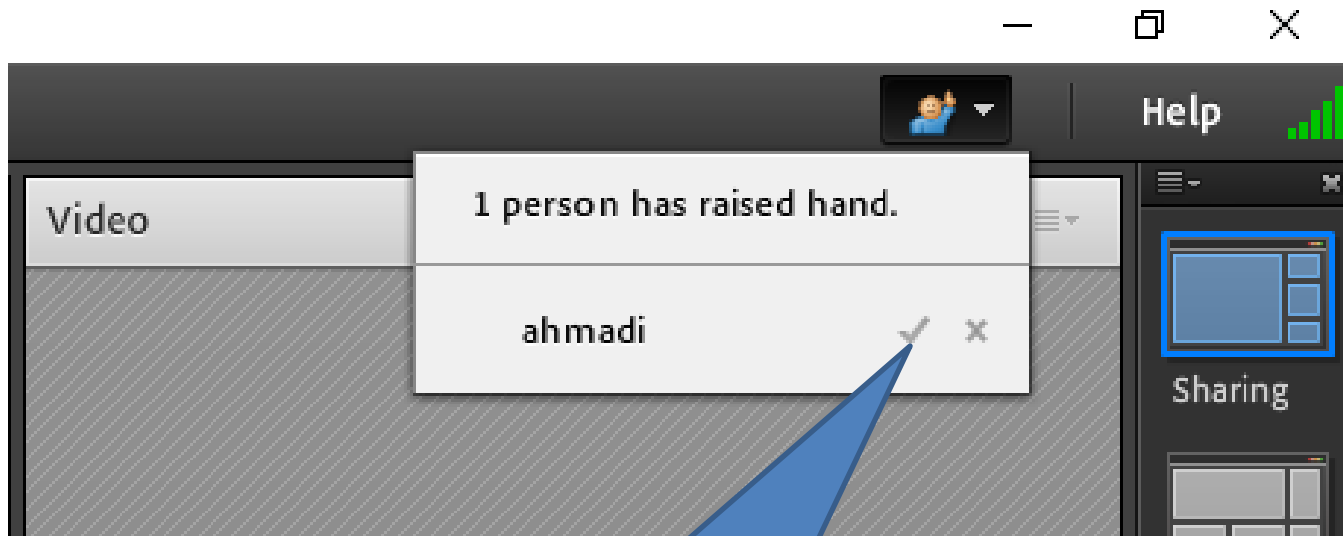 Help
1 person has raised hand.
Video
ahmadi
Sharing